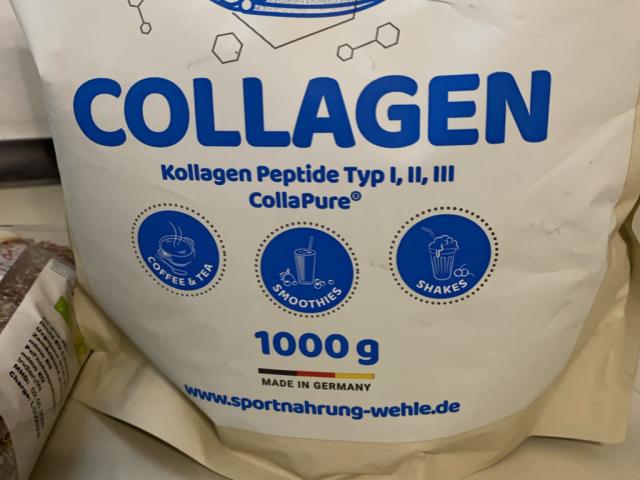 COLLAGEN
Kollagen Peptide Typ I, II, III
CollaPure®
COFFEE & TEA
SMOOTHIES
SHAKES
1000 g
MADE IN GERMANY
www.sportnahrung-wehle.de